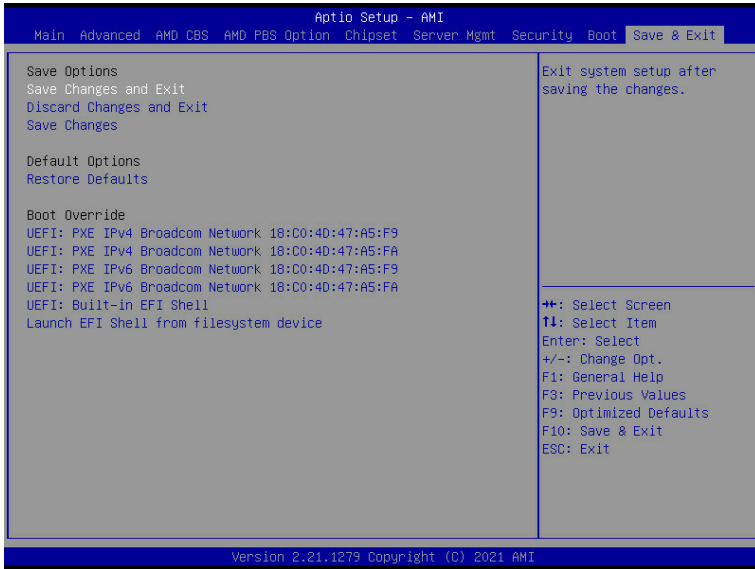 Aptio Setup - AMI
Main Advanced AMD CBS AMD PBS Option Chipset Server Mgmt Security Boot Save & Exit
Save Options
Save Changes and Exit
Discard Changes and Exit
Save Changes
Default Options
Restore Defaults
Boot Override
UEFI: PXE IPv4 Broadcom Network 18:C0:4D:47:A5:F9
UEFI: PXE IPv4 Broadcom Network 18:C0:4D:47:A5:FA
UEFI: PXE IPv6 Broadcom Network 18:C0:4D:47:A5:F9
UEFI: PXE IPv6 Broadcom Network 18:C0:4D:47:A5:FA
UEFI: Built-in EFI Shell
Launch EFI Shell from filesystem device
Exit system setup after
saving the changes.
→←: Select Screen
↑↓: Select Item
Enter: Select
+/-: Change Opt.
F1: General Help
F3: Previous Values
F9: Optimized Defaults
F10: Save & Exit
ESC: Exit
Version 2.21.1279 Copyright (C) 2021 AMI